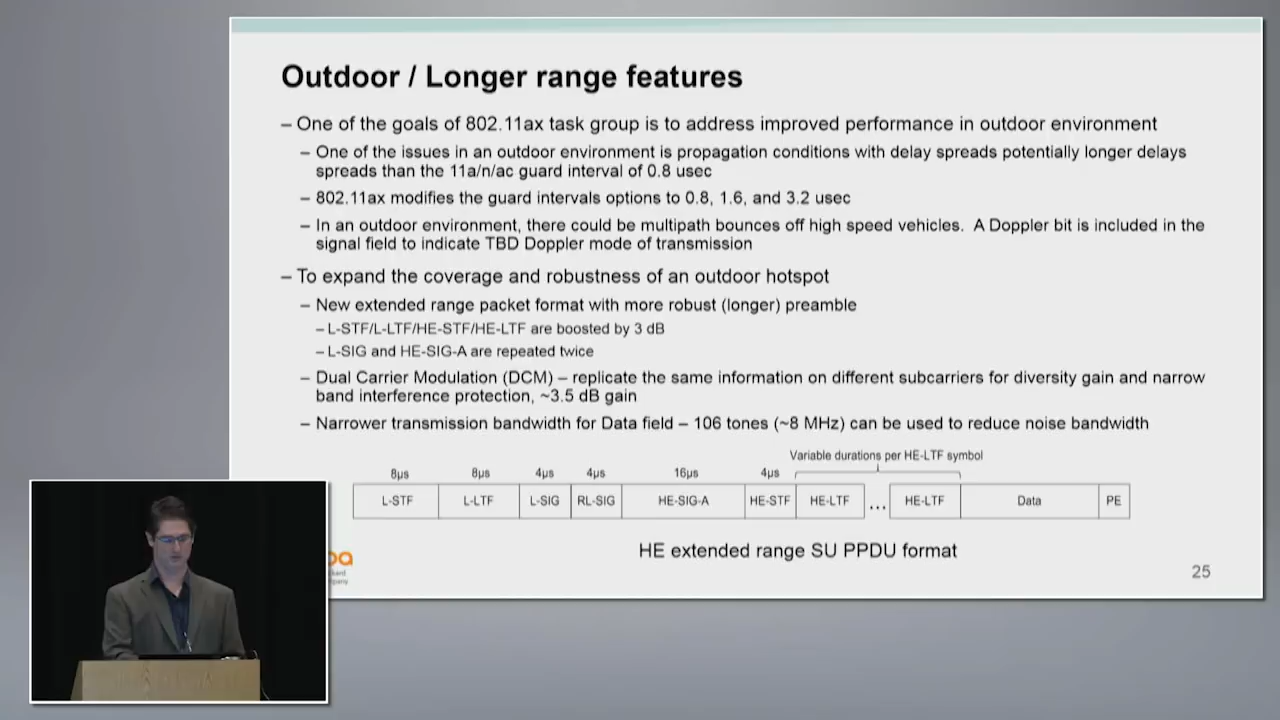 Outdoor / Longer range features
– One of the goals of 802.11ax task group is to address improved performance in outdoor environment
– One of the issues in an outdoor environment is propagation conditions with delay spreads potentially longer delays
spreads than the 11a/n/ac guard interval of 0.8 usec
– 802.11ax modifies the guard intervals options to 0.8, 1.6, and 3.2 usec
– In an outdoor environment, there could be multipath bounces off high speed vehicles. A Doppler bit is included in the
signal field to indicate TBD Doppler mode of transmission
– To expand the coverage and robustness of an outdoor hotspot
– New extended range packet format with more robust (longer) preamble
– L-STF/L-LTF/HE-STF/HE-LTF are boosted by 3 dB
– L-SIG and HE-SIG-A are repeated twice
– Dual Carrier Modulation (DCM) – replicate the same information on different subcarriers for diversity gain and narrow
band interference protection, ~3.5 dB gain
– Narrower transmission bandwidth for Data field – 106 tones (~8 MHz) can be used to reduce noise bandwidth
Variable durations per HE-LTF symbol
8µs 8µs 4µs 4µs 16µs 4µs
L-STF L-LTF L-SIG RL-SIG HE-SIG-A HE-STF HE-LTF ... HE-LTF Data PE
HE extended range SU PPDU format
25